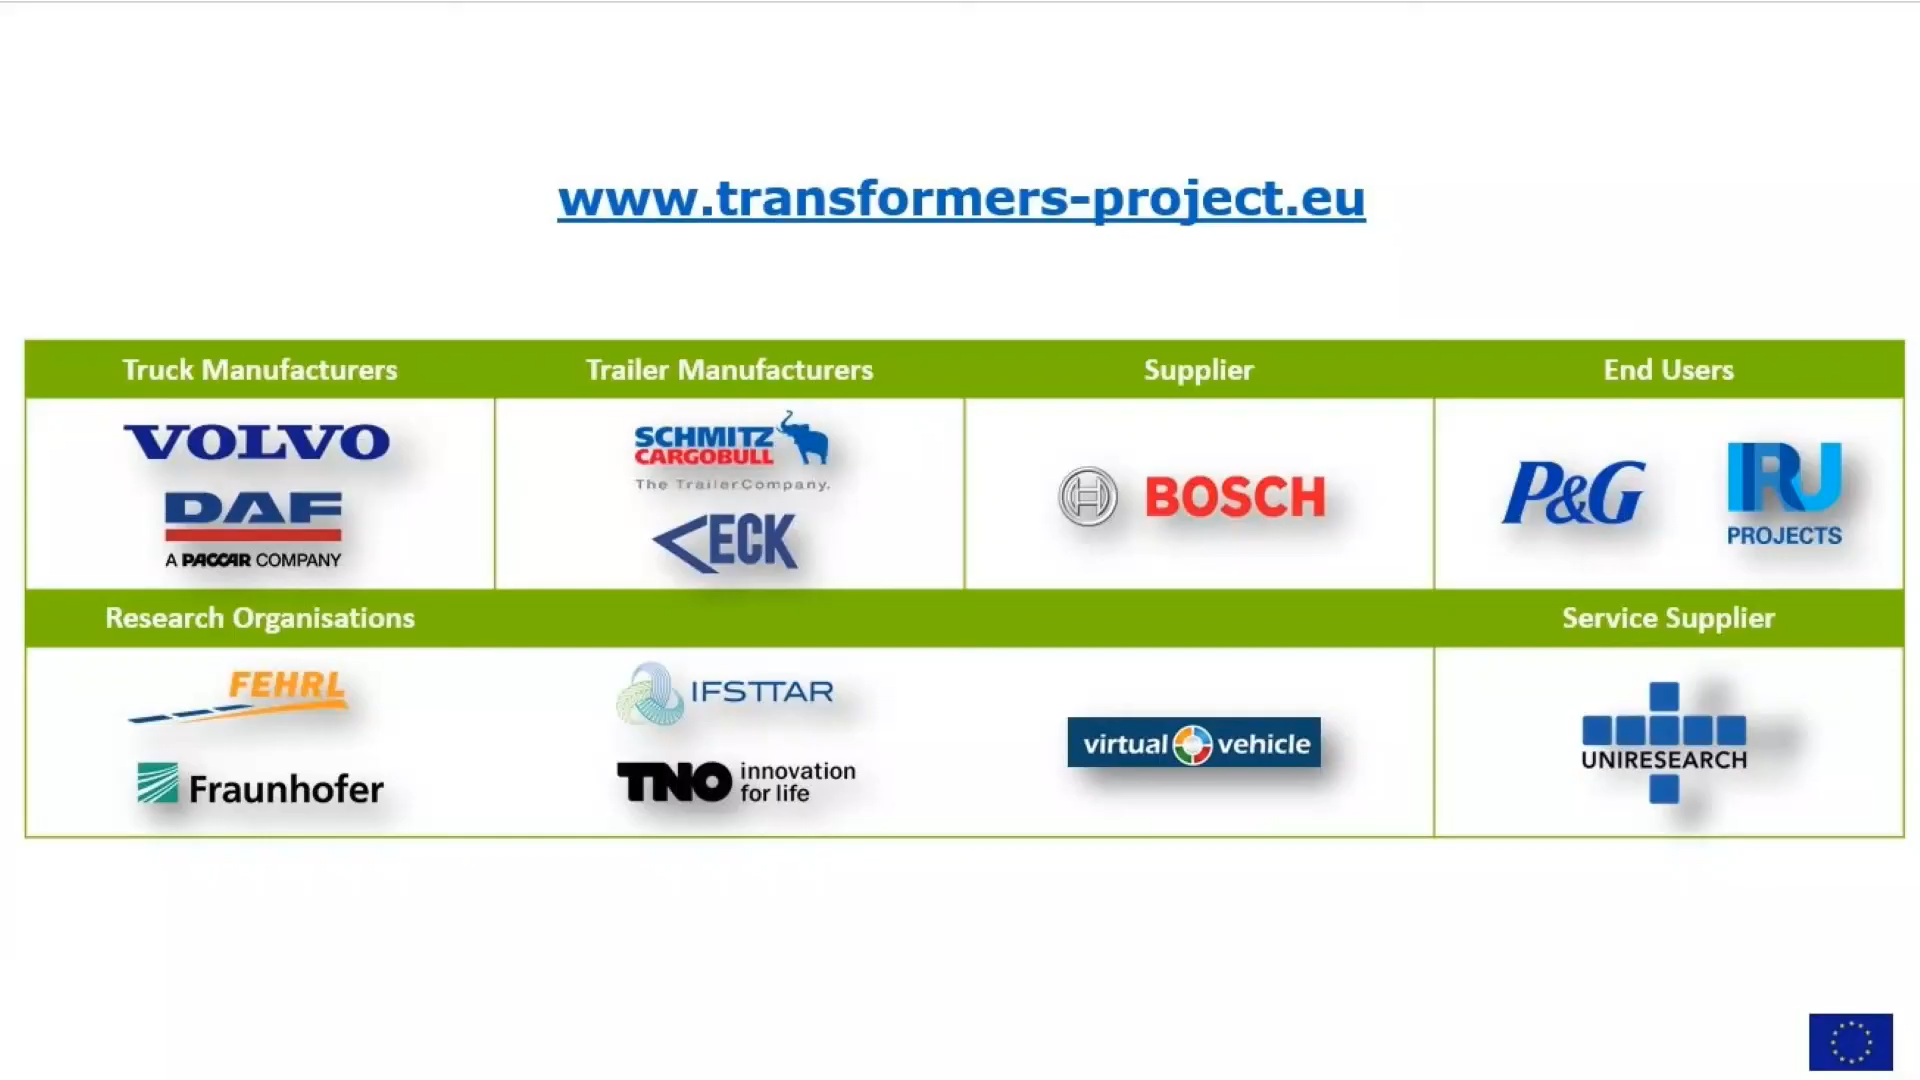 www.transformers-project.eu
Truck Manufacturers
Trailer Manufacturers
Supplier
End Users
VOLVO
DAF
A PACCAR COMPANY
SCHMITZ
CARGOBULL
The TrailerCompany.
ECK
BOSCH
P&G
IRU
PROJECTS
Research Organisations
Service Supplier
FEHRL
Fraunhofer
IFSTTAR
TNO innovation
for life
virtual vehicle
UNIRESEARCH